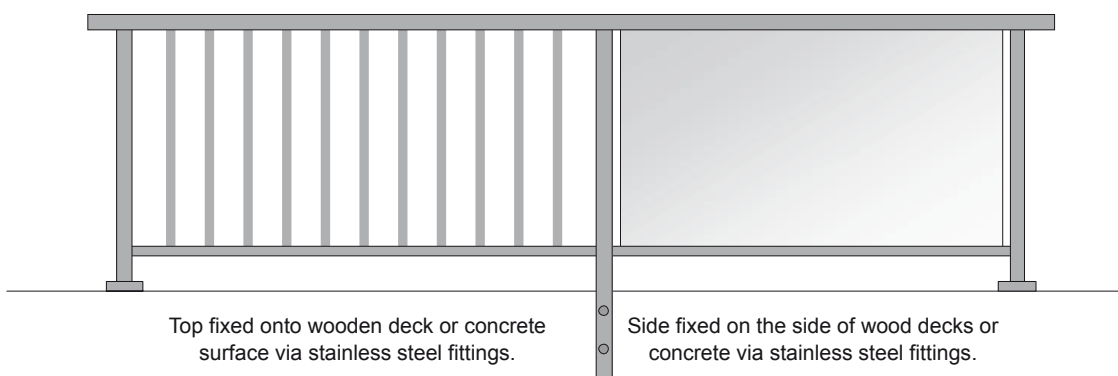 Top fixed onto wooden deck or concrete
surface via stainless steel fittings.
Side fixed on the side of wood decks or
concrete via stainless steel fittings.